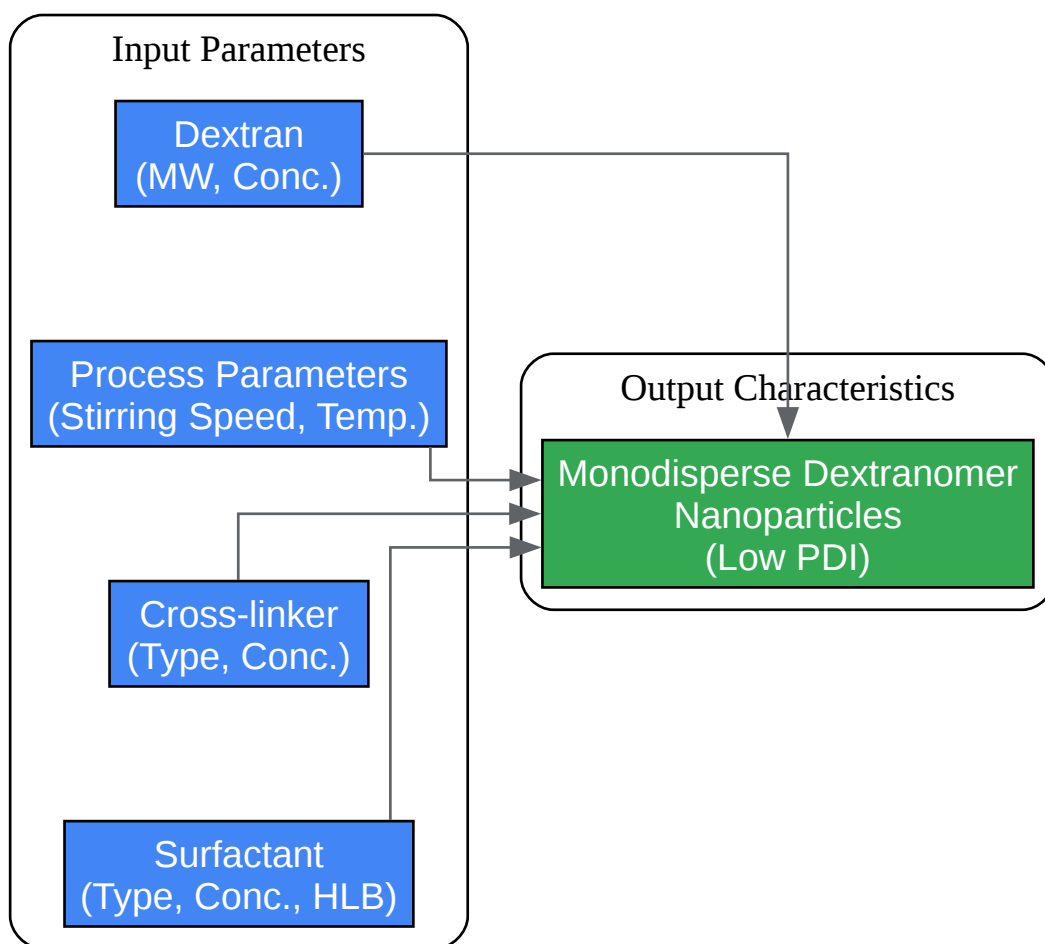 Input Parameters
Dextran
(MW, Conc.)
Process Parameters
(Stirring Speed, Temp.)
Cross-linker
(Type, Conc.)
Surfactant
(Type, Conc., HLB)
Output Characteristics
Monodisperse Dextranomer
Nanoparticles
(Low PDI)